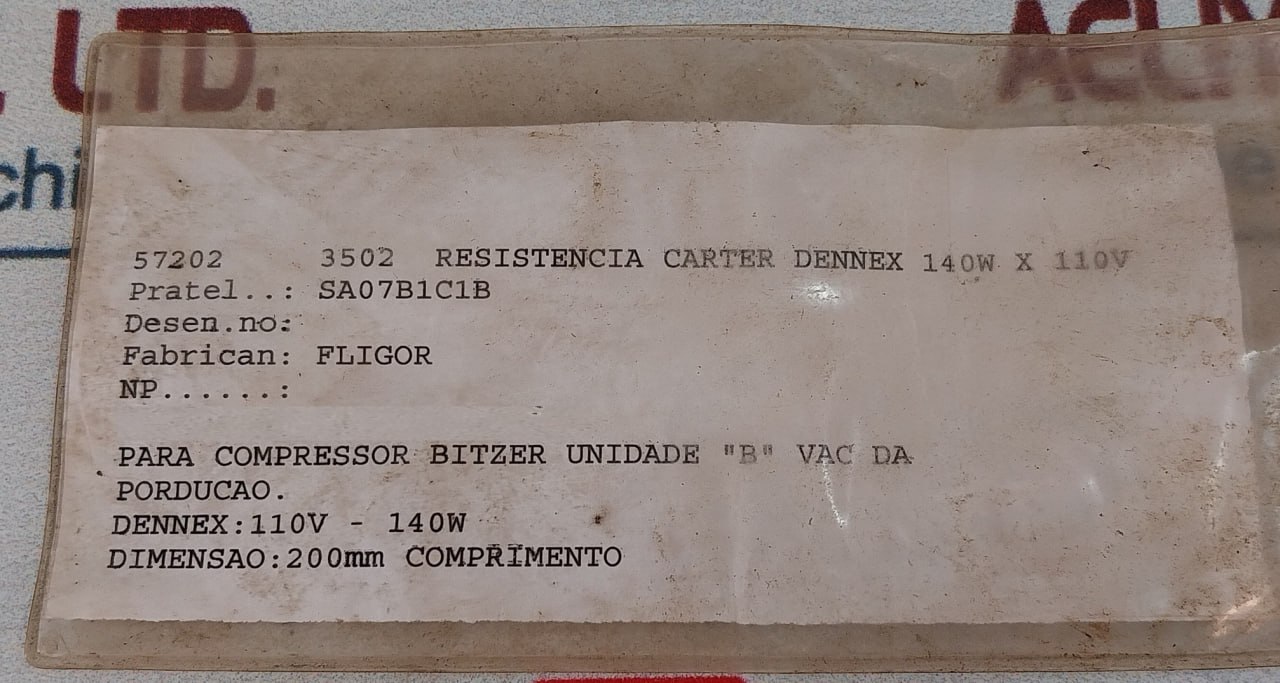 LTD.
57202 3502 RESISTENCIA CARTER DENNEX 140W X 110V
Pratel..: SA07B1C1B
Desen.no:
Fabrican: FLIGOR
NP......:
PARA COMPRESSOR BITZER UNIDADE "B" VAC DA
PORDUCAO.
DENNEX:110V - 140W
DIMENSAO:200mm COMPRIMENTO